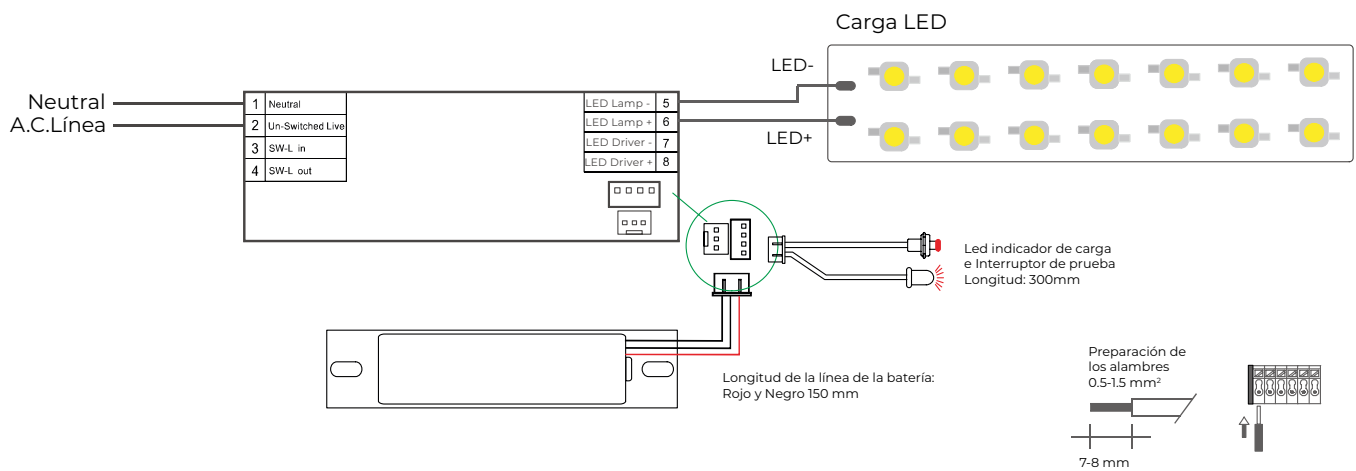 Carga LED
LED-
Neutral
A.C.Línea
1 Neutral
2 Un-Switched Live
3 SW-L in
4 SW-L out
LED Lamp - 5
LED Lamp + 6
LED Driver - 7
LED Driver + 8
LED+
Led indicador de carga
e Interruptor de prueba
Longitud: 300mm
Longitud de la línea de la batería:
Rojo y Negro 150 mm
Preparación de
los alambres
0.5-1.5 mm²
7-8 mm